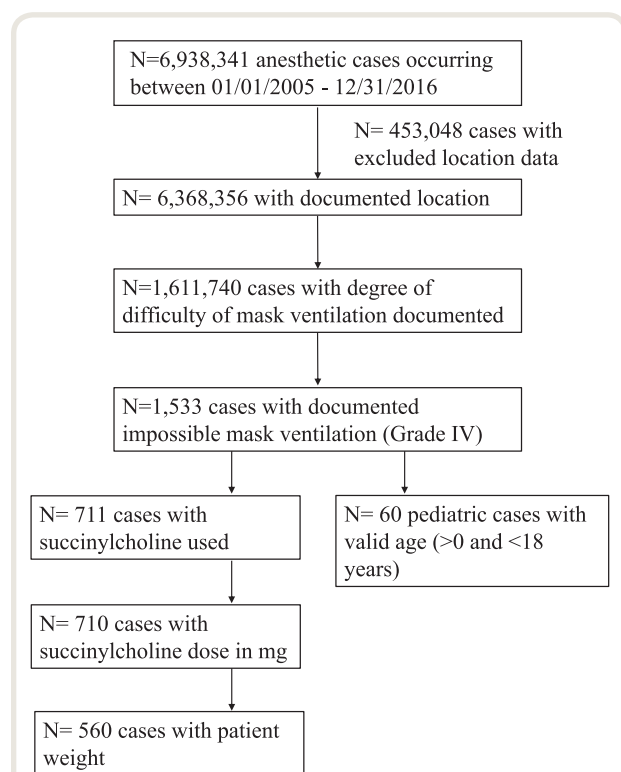 N=6,938,341 anesthetic cases occurring
between 01/01/2005 - 12/31/2016
N= 453,048 cases with
excluded location data
N= 6,368,356 with documented location
N=1,611,740 cases with degree of
difficulty of mask ventilation documented
N=1,533 cases with documented
impossible mask ventilation (Grade IV)
N= 711 cases with
succinylcholine used
N= 60 pediatric cases with
valid age (>0 and <18
years)
N= 710 cases with
succinylcholine dose in mg
N= 560 cases with patient
weight